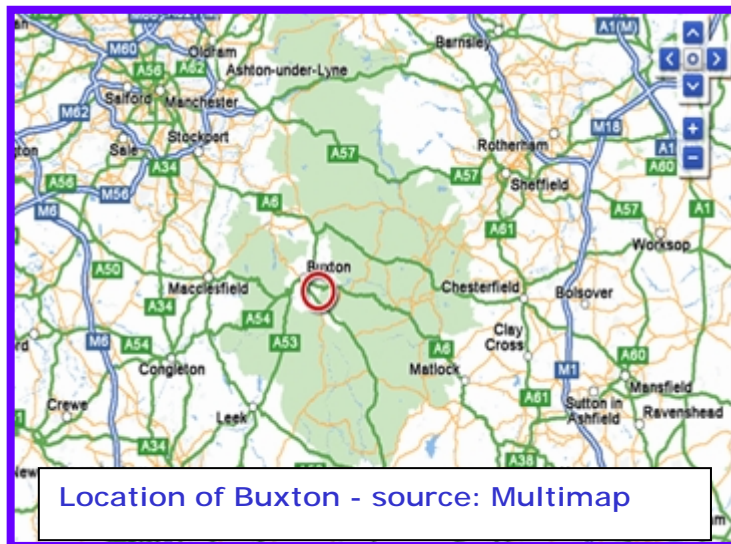 M60
Oldham
Barnsley
A1(M)
A56
A62
Ashton-under-Lyne
Salford
Manchester
M62
Stockport
Rotherham
M18
Sale
A34
A57
A57
Sheffield
A60
A56
M56
M6
A6
A61
A57
A1
Worksop
A50
Buxton
Macclesfield
Chesterfield
Bolsover
A34
A54
M6
A54
A53
Clay
Cross
A6
A60
Congleton
Matlock
M1
Mansfield
Crewe
Leek
A61
Sutton in
Ashfield
Ravenshead
A34
A38
Location of Buxton - source: Multimap